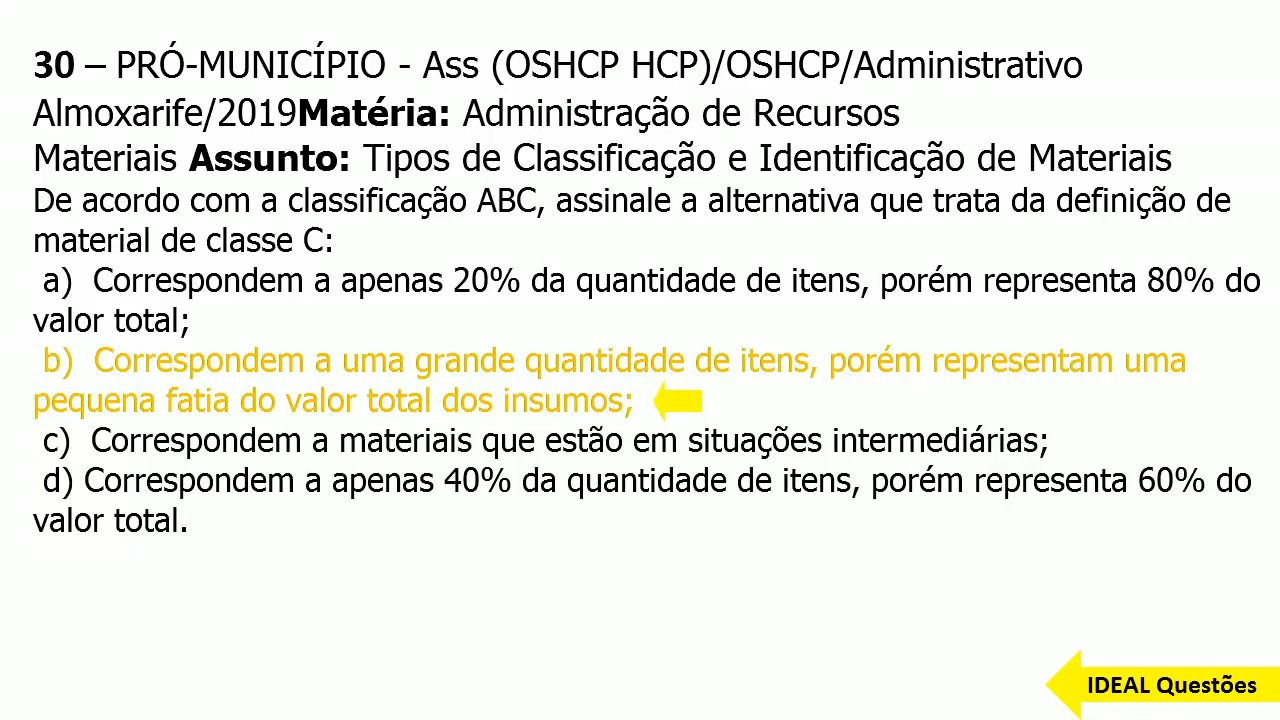 30 – PRÓ-MUNICÍPIO - Ass (OSHCP HCP)/OSHCP/Administrativo
Almoxarife/2019Matéria: Administração de Recursos
Materiais Assunto: Tipos de Classificação e Identificação de Materiais
De acordo com a classificação ABC, assinale a alternativa que trata da definição de
material de classe C:
a) Correspondem a apenas 20% da quantidade de itens, porém representa 80% do
valor total;
b) Correspondem a uma grande quantidade de itens, porém representam uma
pequena fatia do valor total dos insumos;
c) Correspondem a materiais que estão em situações intermediárias;
d) Correspondem a apenas 40% da quantidade de itens, porém representa 60% do
valor total.
IDEAL Questões